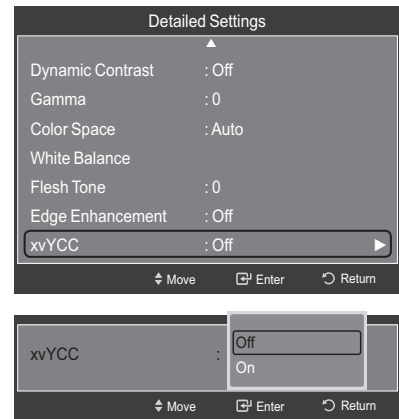 Detailed Settings
▲
Dynamic Contrast : Off
Gamma : 0
Color Space : Auto
White Balance
Flesh Tone : 0
Edge Enhancement : Off
xvYCC : Off ►
Move Enter Return
xvYCC : Off
On
Move Enter Return